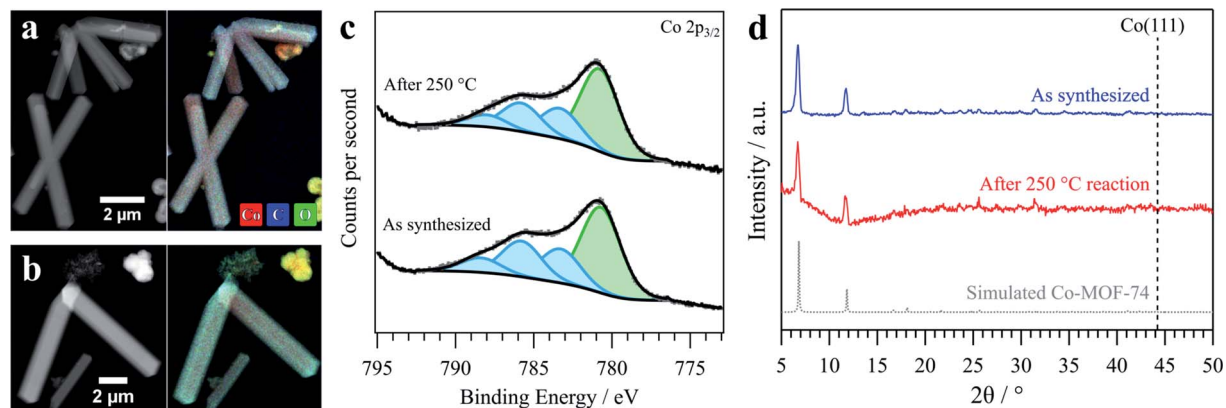 a
2 µm
Co C O
b
2 µm
c
Co 2p3/2
After 250 °C
As synthesized
Counts per second
795 790 785 780 775
Binding Energy / eV
d
Co(111)
As synthesized
After 250 °C reaction
Simulated Co-MOF-74
Intensity / a.u.
5 10 15 20 25 30 35 40 45 50
2θ / °